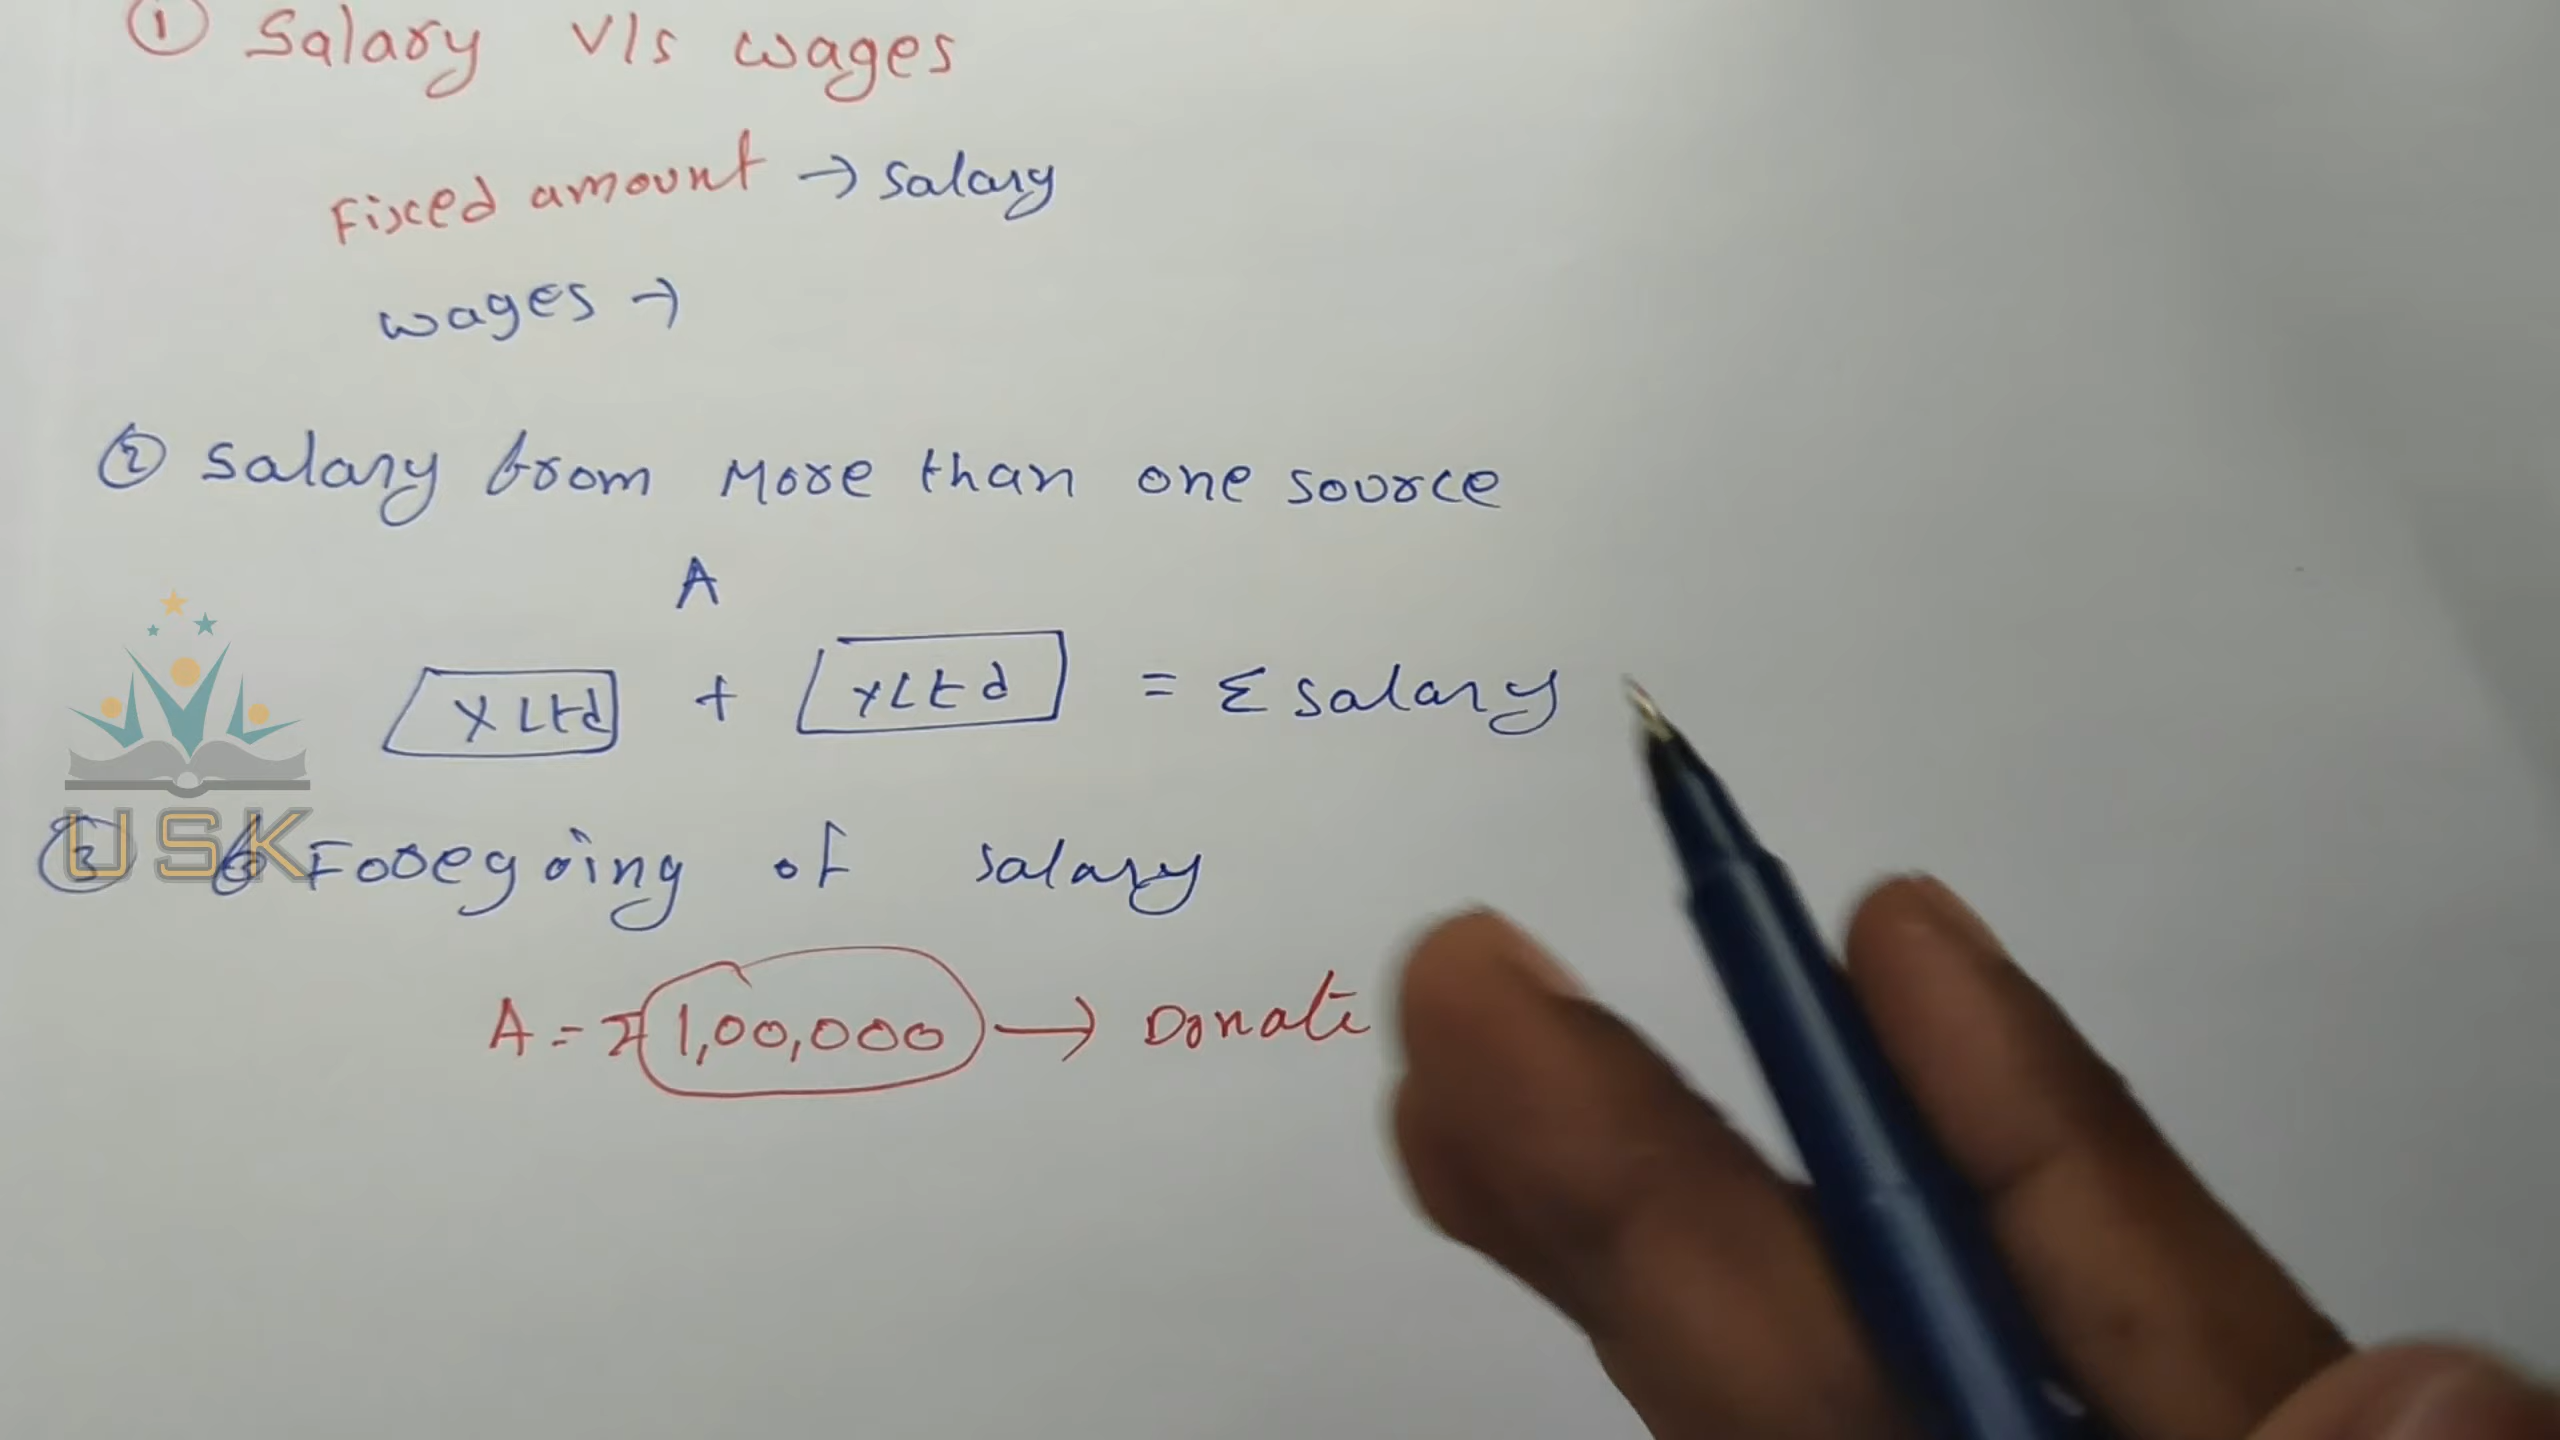 ① Salary V/s wages
Fixed amount → salary
wages →
② Salary from More than one source
A
X Ltd + Y Ltd = Σ salary
USK
③ Foregoing of salary
A = ₹ 1,00,000 → Donate